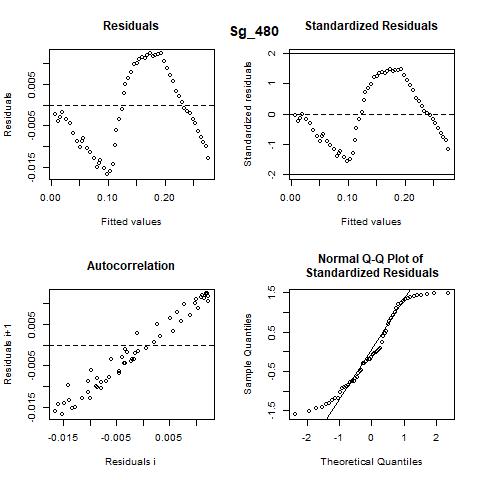 Sg_480
Residuals
Residuals
0.005
-0.005
-0.015
0.00
0.10
0.20
Fitted values
Standardized Residuals
Standardized residuals
2
1
0
-1
-2
0.00
0.10
0.20
Fitted values
Autocorrelation
Residuals i+1
0.005
-0.005
-0.015
-0.015
-0.005
0.005
Residuals i
Normal Q-Q Plot of
Standardized Residuals
Sample Quantiles
1.5
0.5
-0.5
-1.5
-2
-1
0
1
2
Theoretical Quantiles